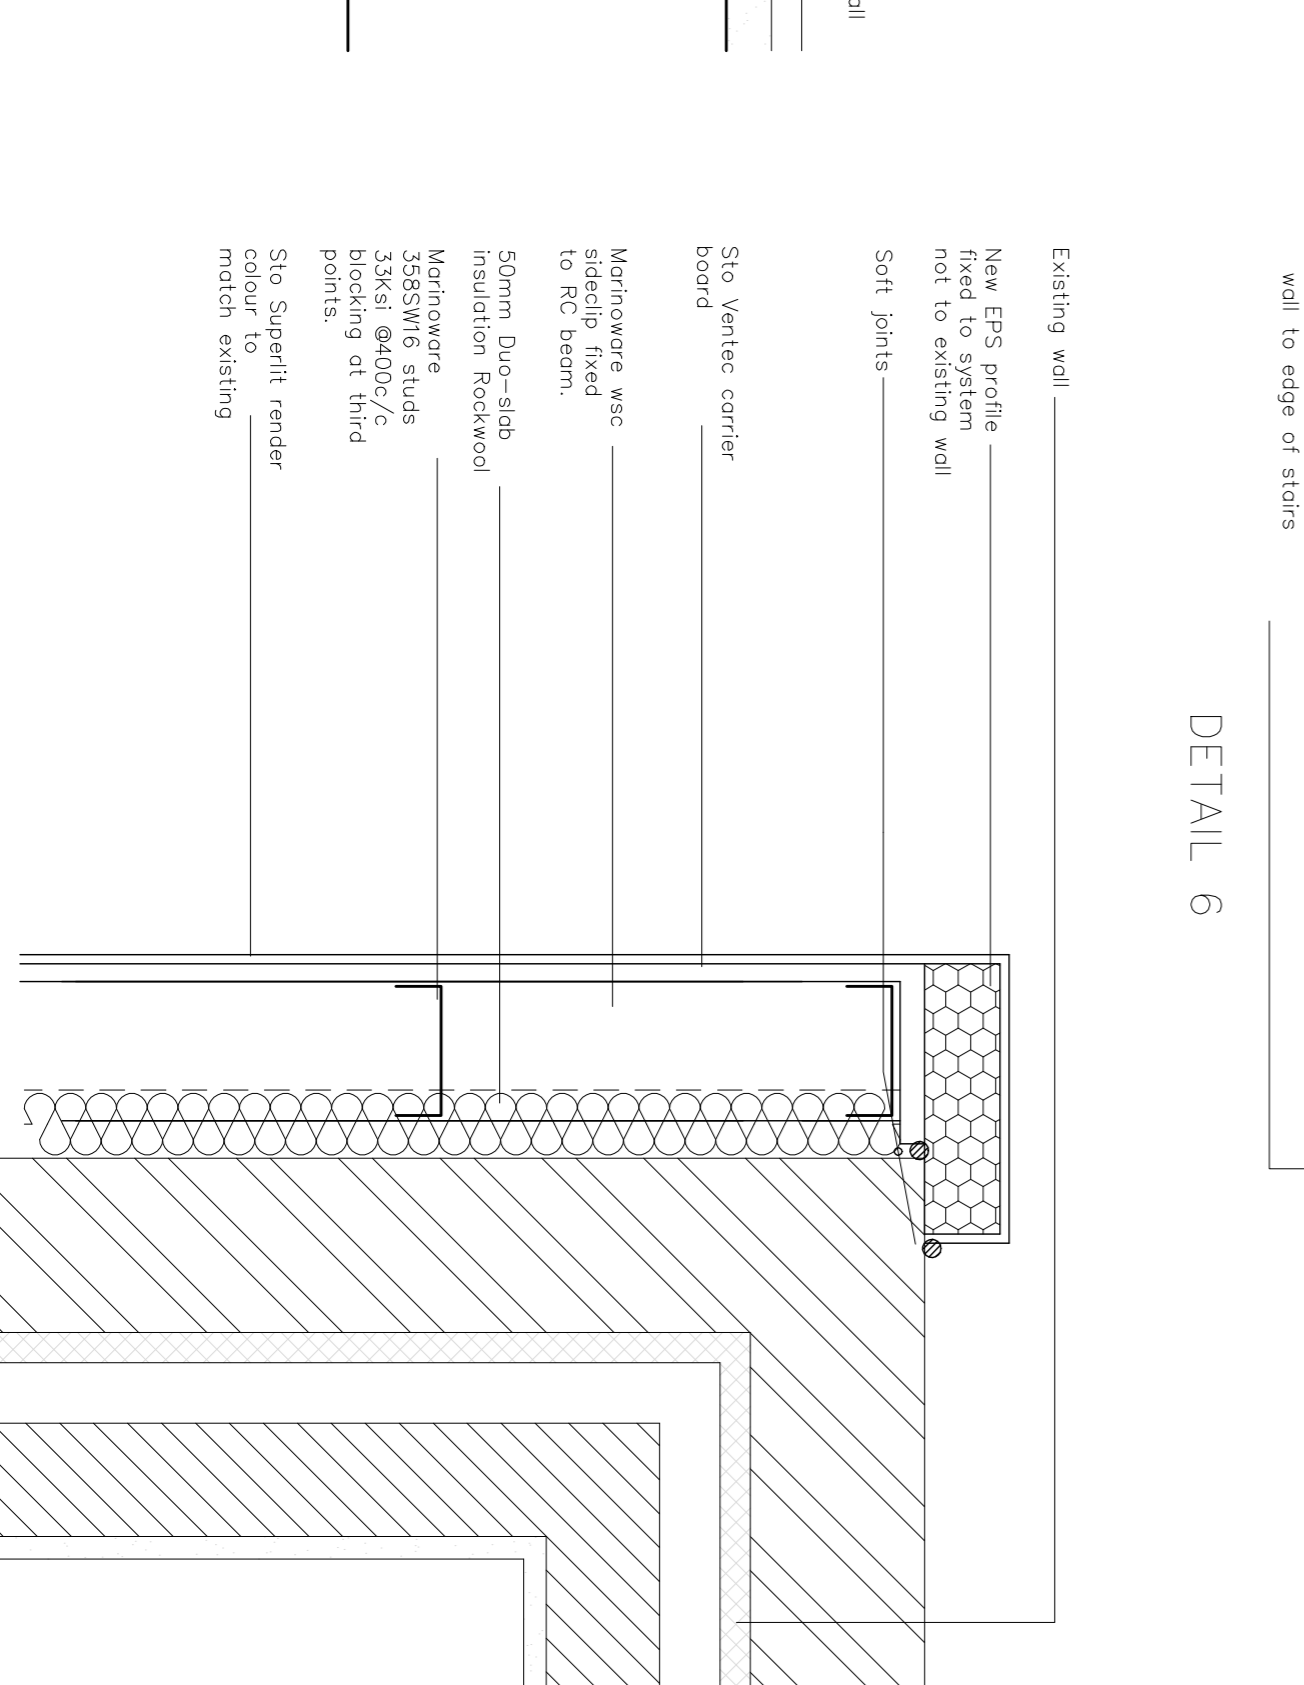 all
wall to edge of stairs
DETAIL 6
Existing wall
New EPS profile
fixed to system
not to existing wall
Soft joints
Sto Ventec carrier
board
Marinoware wsc
sideclip fixed
to RC beam.
50mm Duo-slab
insulation Rockwool
Marinoware
358SW16 studs
33Ksi @400c/c
blocking at third
points.
Sto Superlit render
colour to
match existing